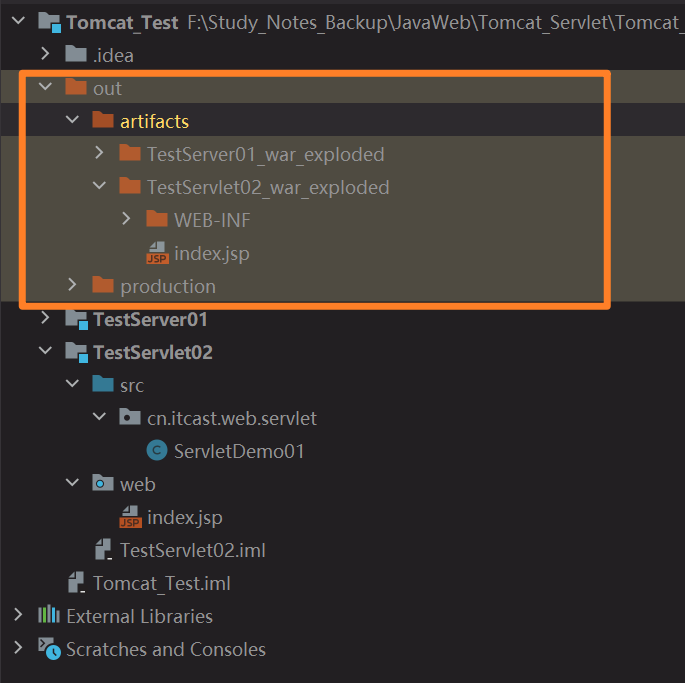 Tomcat_Test F:\Study_Notes_Backup\JavaWeb\Tomcat_Servlet\Tomcat_
.idea
out
artifacts
TestServer01_war_exploded
TestServlet02_war_exploded
WEB-INF
JSP index.jsp
production
TestServer01
TestServlet02
src
cn.itcast.web.servlet
C ServletDemo01
web
JSP index.jsp
TestServlet02.iml
Tomcat_Test.iml
External Libraries
Scratches and Consoles